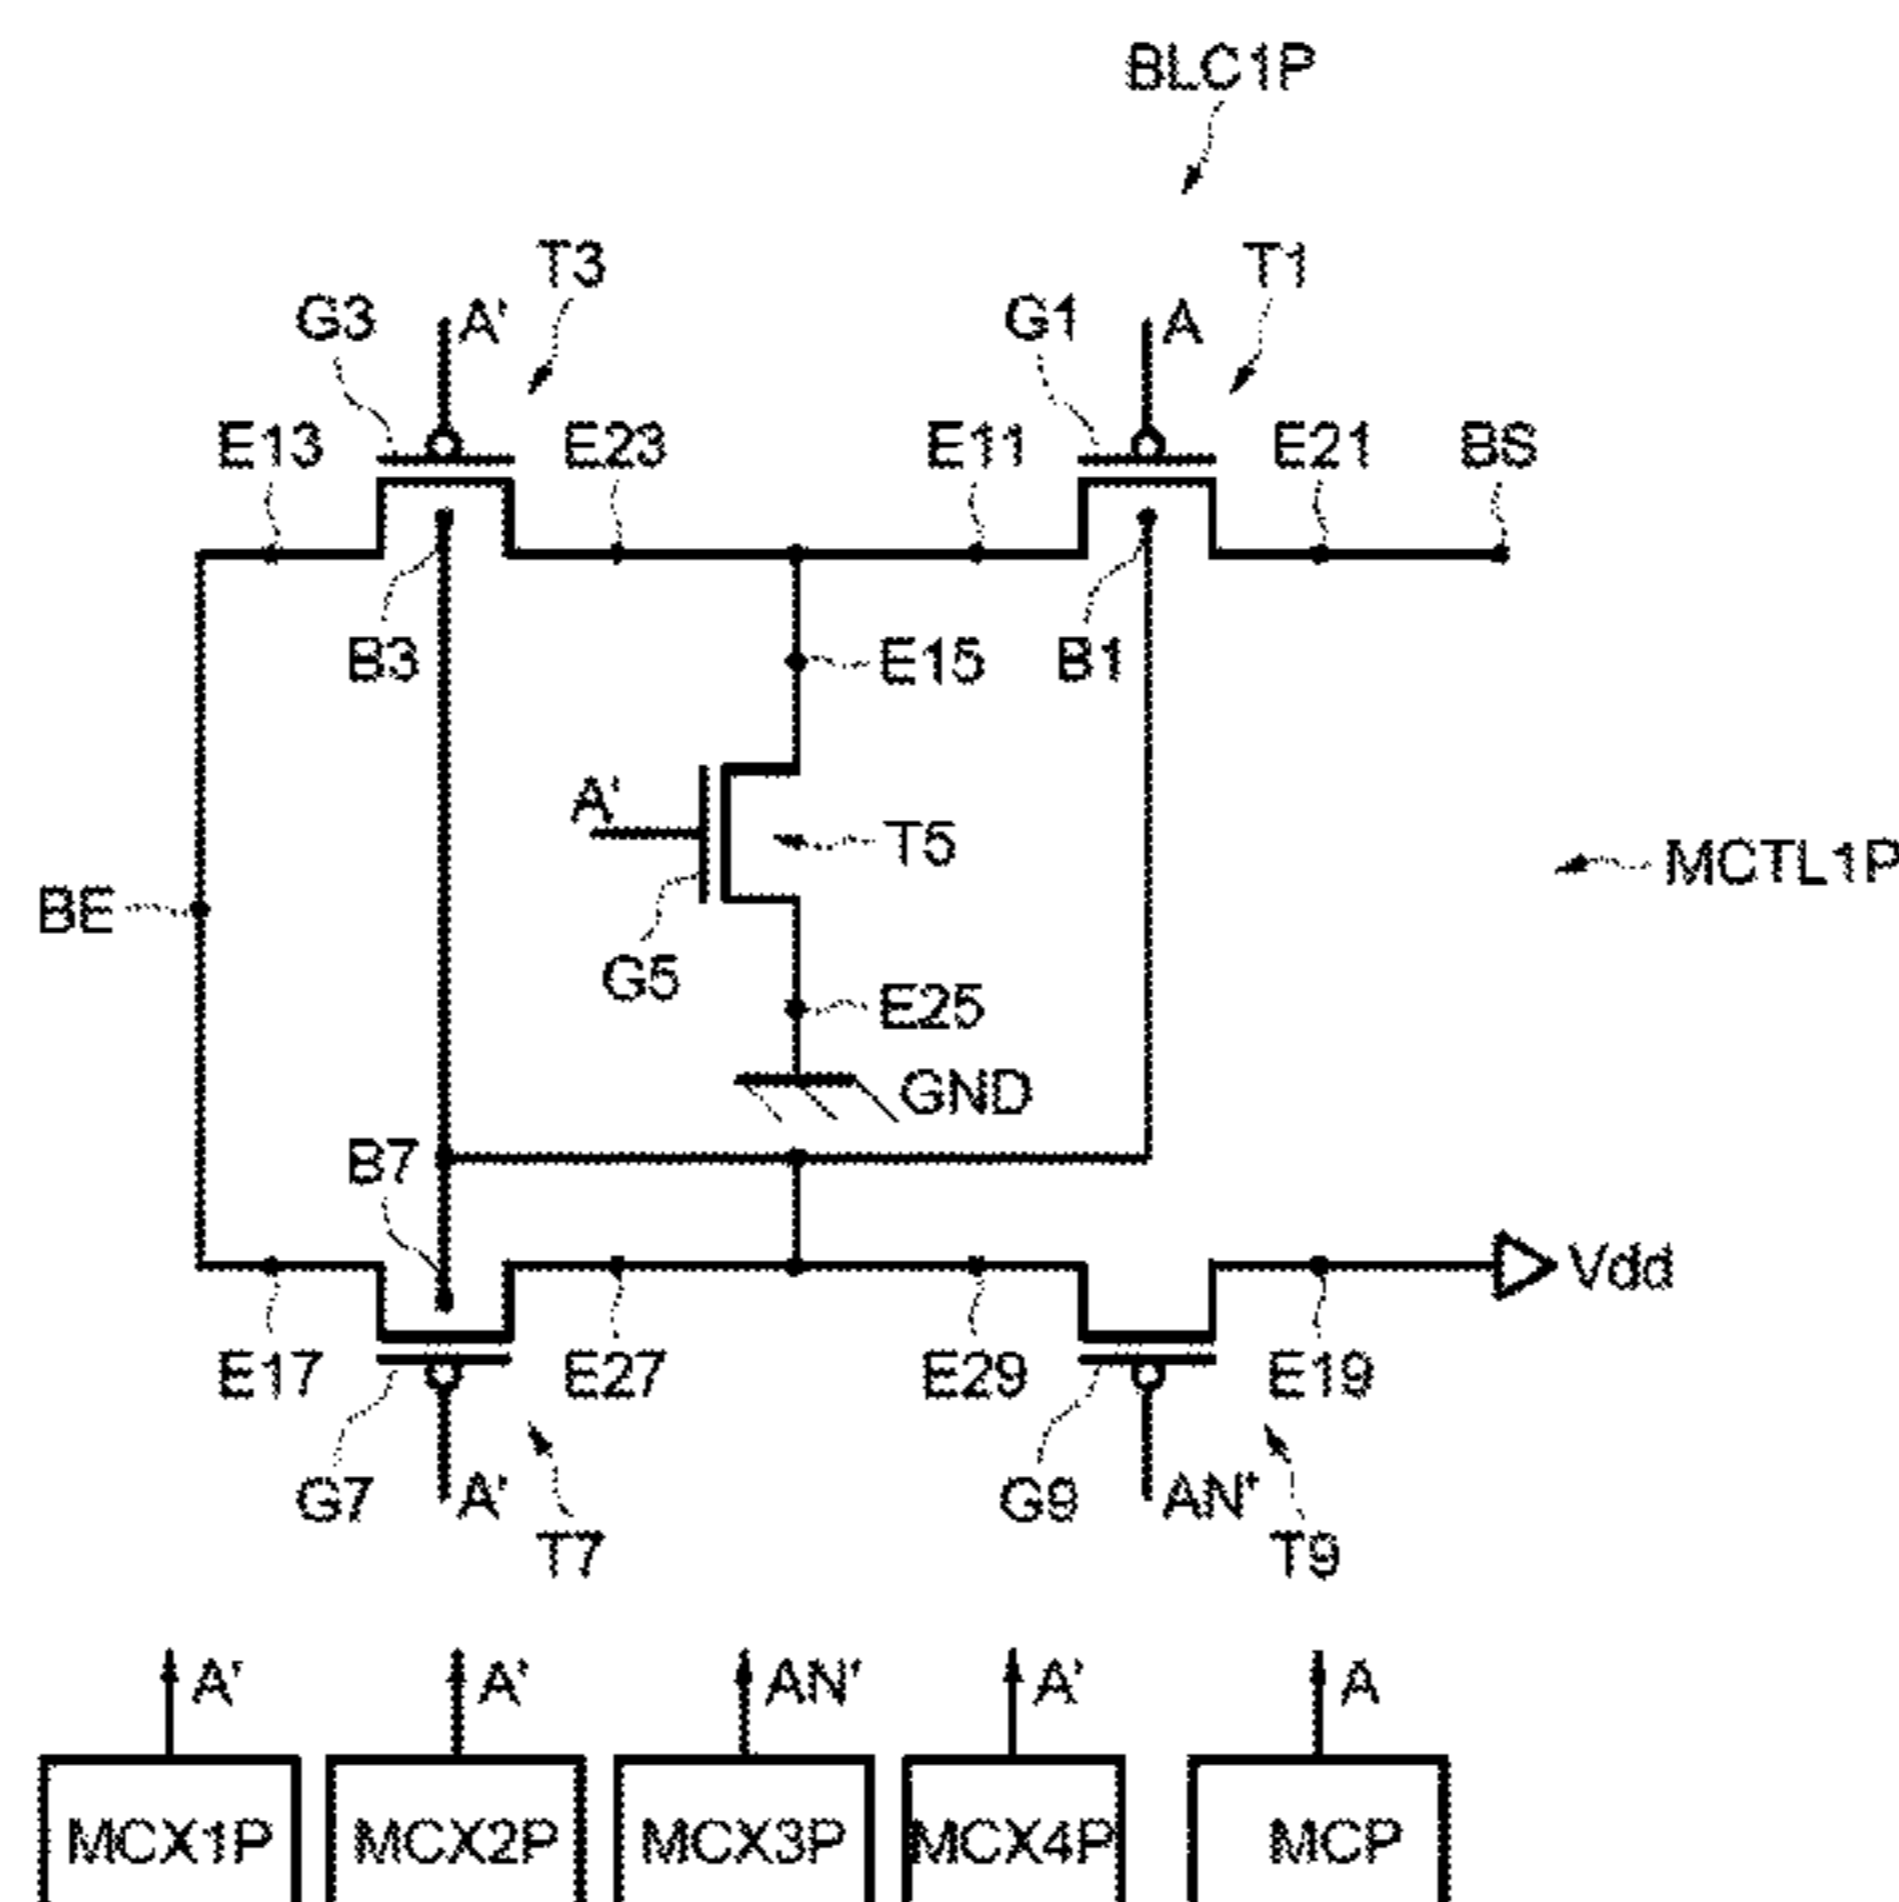 BLC1P
T3
T1
G3
A'
G1
A
E13
E23
E11
E21
BS
B3
E15
B1
A'
T5
MCTL1P
BE
G5
E25
GND
B7
Vdd
E17
E27
E29
E19
G7
A'
G9
AN'
T7
T9
A'
A'
AN'
A'
A
MCX1P
MCX2P
MCX3P
MCX4P
MCP